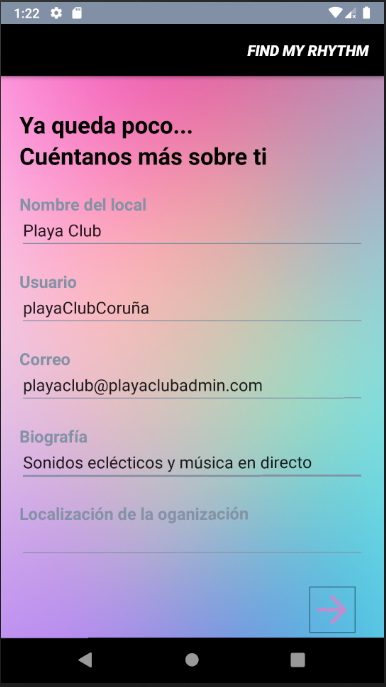 1:22
FIND MY RHYTHM
Ya queda poco...
Cuéntanos más sobre ti
Nombre del local
Playa Club
Usuario
playaClubCoruña
Correo
playaclub@playaclubadmin.com
Biografía
Sonidos eclécticos y música en directo
Localización de la oganización